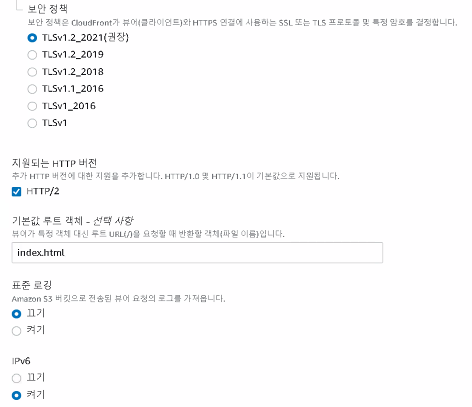 보안 정책
보안 정책은 CloudFront가 뷰어(클라이언트)와 HTTPS 연결에 사용하는 SSL 또는 TLS 프로토콜 및 특정 암호를 결정합니다.
TLSv1.2_2021(권장)
TLSv1.2_2019
TLSv1.2_2018
TLSv1.1_2016
TLSv1_2016
TLSv1
지원되는 HTTP 버전
추가 HTTP 버전에 대한 지원을 추가합니다. HTTP/1.0 및 HTTP/1.1이 기본값으로 지원됩니다.
HTTP/2
기본값 루트 객체 - 선택 사항
뷰어가 특정 객체 대신 루트 URL(/)을 요청할 때 반환할 객체(파일 이름)입니다.
index.html
표준 로깅
Amazon S3 버킷으로 전송된 뷰어 요청의 로그를 가져옵니다.
끄기
켜기
IPv6
끄기
켜기